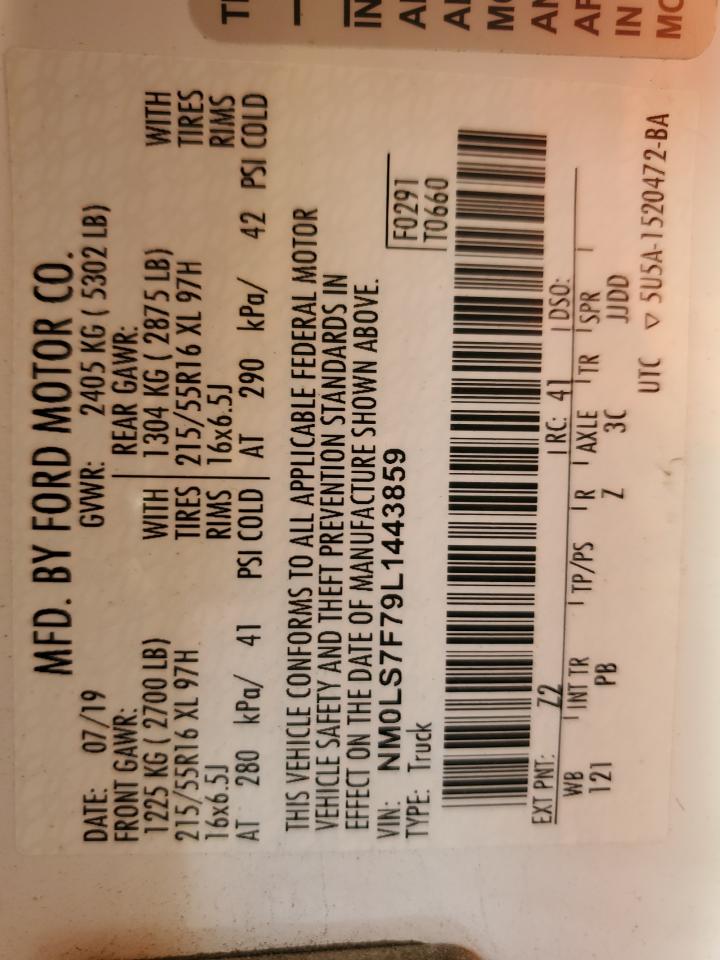 MFD. BY FORD MOTOR CO.
DATE: 07/19 GVWR: 2405 KG ( 5302 LB)
FRONT GAWR: REAR GAWR:
1225 KG ( 2700 LB) WITH 1304 KG ( 2875 LB) WITH
215/55R16 XL 97H TIRES 215/55R16 XL 97H TIRES
16x6.5J RIMS 16x6.5J RIMS
AT 280 kPa/ 41 PSI COLD AT 290 kPa/ 42 PSI COLD
THIS VEHICLE CONFORMS TO ALL APPLICABLE FEDERAL MOTOR
VEHICLE SAFETY AND THEFT PREVENTION STANDARDS IN
EFFECT ON THE DATE OF MANUFACTURE SHOWN ABOVE.
VIN: NM0LS7F79L1443859 F0291
TYPE: Truck T0660
EXT PNT: Z2 RC: 41 DSO:
WB INT TR TP/PS R AXLE TR SPR
121 PB Z 3C JJDD
UTC ▽ 5U5A-1520472-BA
IN